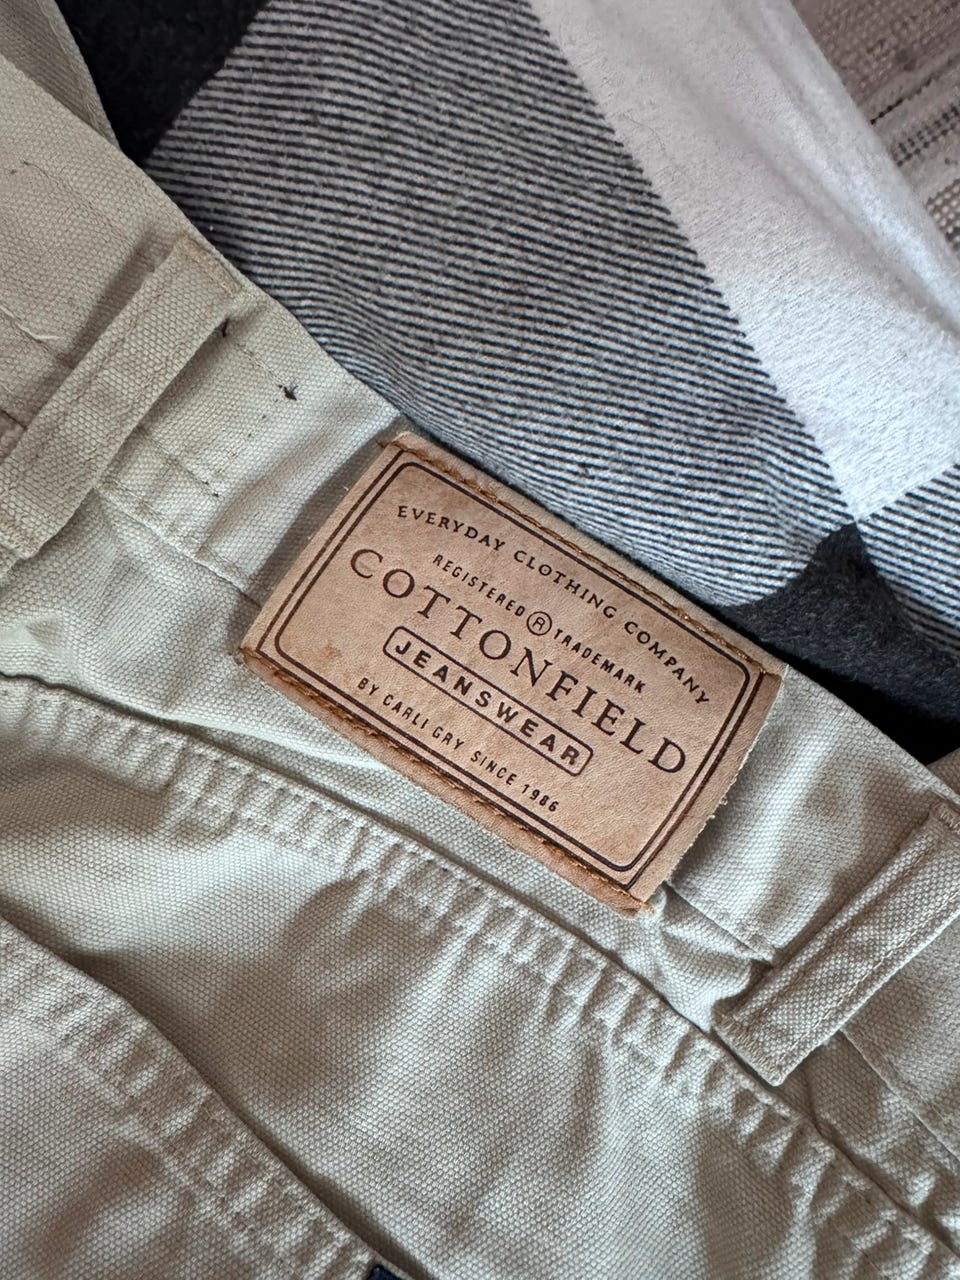 EVERYDAY CLOTHING COMPANY
REGISTERED ® TRADEMARK
COTTONFIELD
JEANSWEAR
BY CARLI GRY SINCE 1986